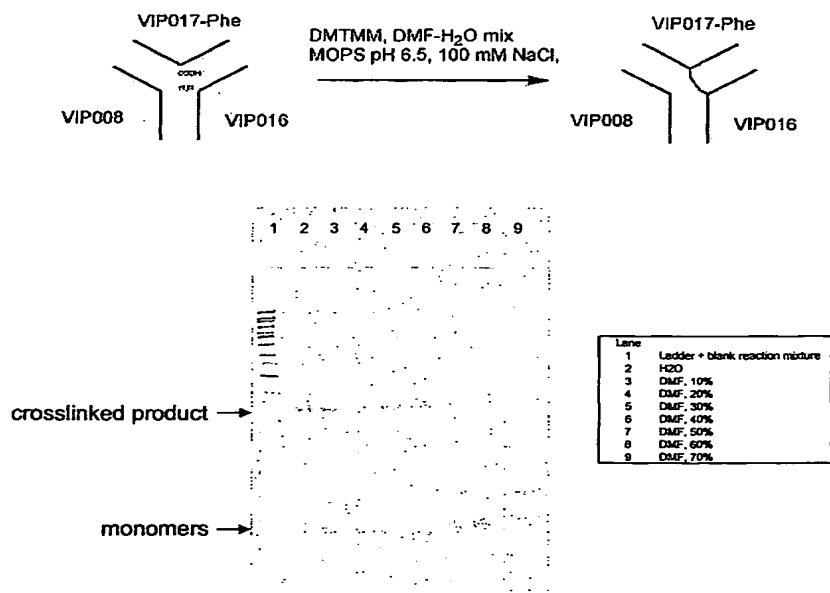 VIP017-Phe
DMTMM, DMF-H2O mix
MOPS pH 6.5, 100 mM NaCl,
COOH
VIP008
VIP016
VIP017-Phe
VIP008
VIP016
1 2 3 4 5 6 7 8 9
crosslinked product
monomers
Lane
1 Ladder + blank reaction mixture
2 H2O
3 DMF, 10%
4 DMF, 20%
5 DMF, 30%
6 DMF, 40%
7 DMF, 50%
8 DMF, 60%
9 DMF, 70%